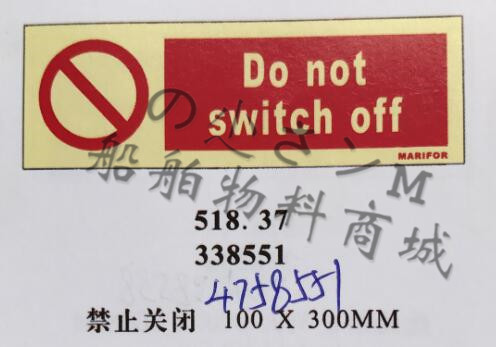 Do not
switch off
MARIFOR
船舶物料商城
518.37
338551
4758551
禁止关闭 100 X 300MM